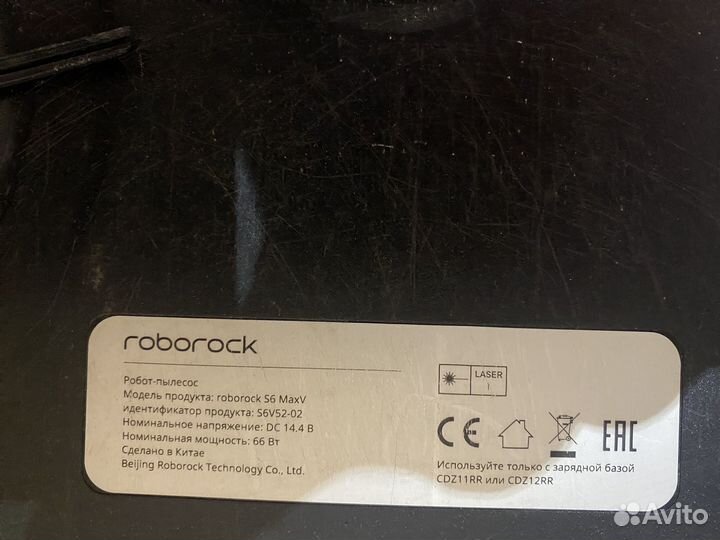 roborock
Робот-пылесос
Модель продукта: roborock S6 MaxV
идентификатор продукта: S6V52-02
Номинальное напряжение: DC 14.4 В
Номинальная мощность: 66 Вт
Сделано в Китае
Beijing Roborock Technology Co., Ltd.
LASER
I
CE
EAC
Используйте только с зарядной базой
CDZ11RR или CDZ12RR
Avito